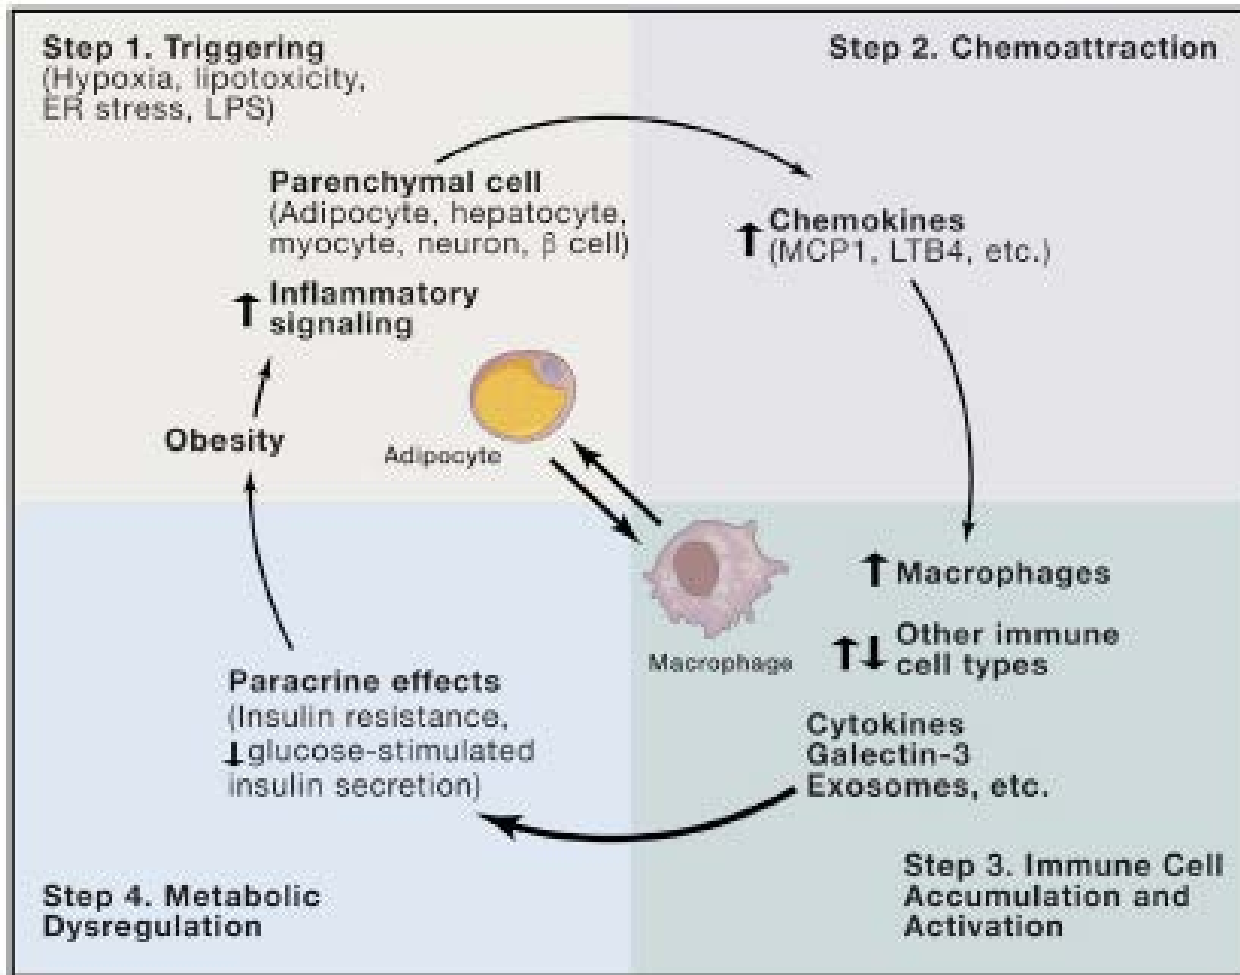 Step 1. Triggering
(Hypoxia, lipotoxicity,
ER stress, LPS)
Parenchymal cell
(Adipocyte, hepatocyte,
myocyte, neuron, β cell)
↑ Inflammatory
signaling
Obesity
Adipocyte
Step 2. Chemoattraction
↑ Chemokines
(MCP1, LTB4, etc.)
↑ Macrophages
↑↓ Other immune
cell types
Macrophage
Cytokines
Galectin-3
Exosomes, etc.
Step 3. Immune Cell
Accumulation and
Activation
Paracrine effects
(Insulin resistance,
↓glucose-stimulated
insulin secretion)
Step 4. Metabolic
Dysregulation